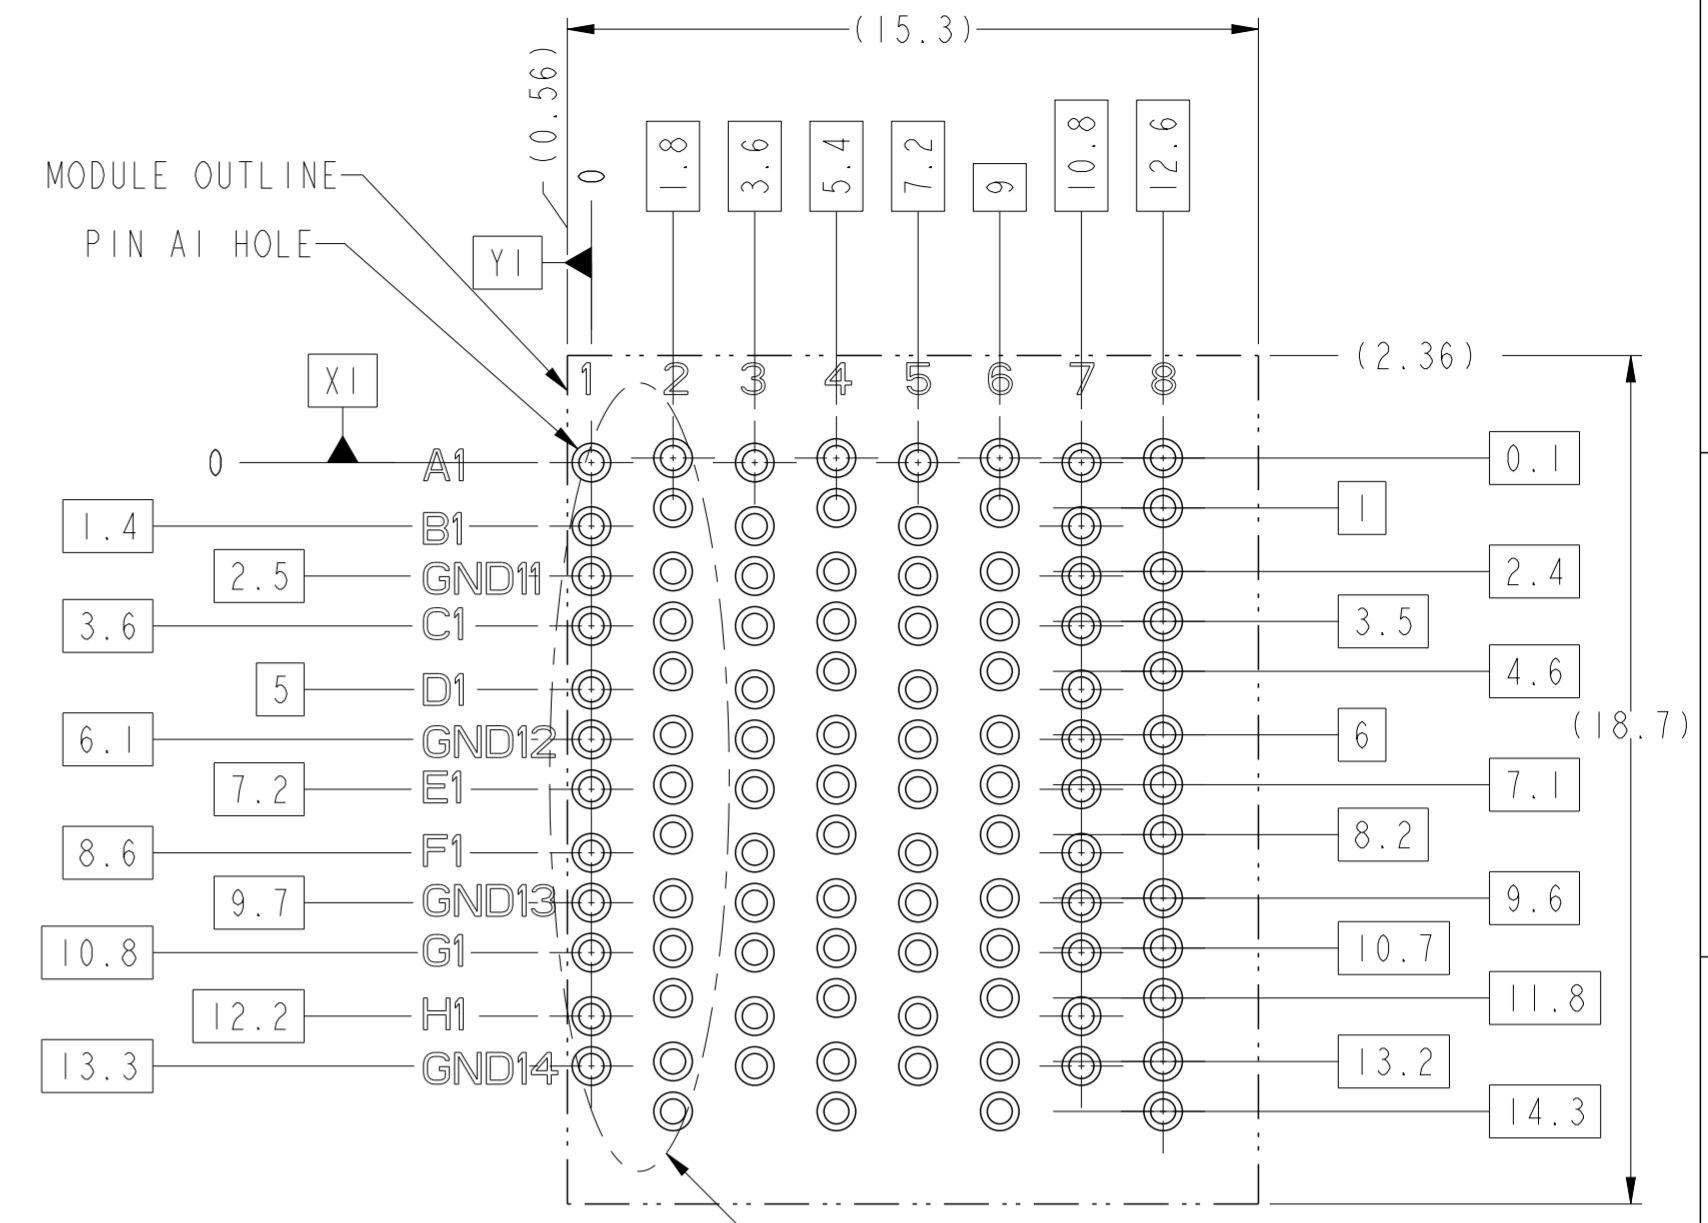 (15.3)
(0.56)
0
1.8
3.6
5.4
7.2
9
10.8
12.6
MODULE OUTLINE
PIN A1 HOLE
Y1
X1
(2.36)
1 2 3 4 5 6 7 8
0 A1 0.1
1
1.4 B1
2.5 GND11 2.4
3.6 C1 3.5
4.6
5 D1
6.1 GND12 6
(18.7)
7.2 E1 7.1
8.2
8.6 F1
9.7 GND13 9.6
10.8 G1 10.7
11.8
12.2 H1
13.3 GND14 13.2
14.3